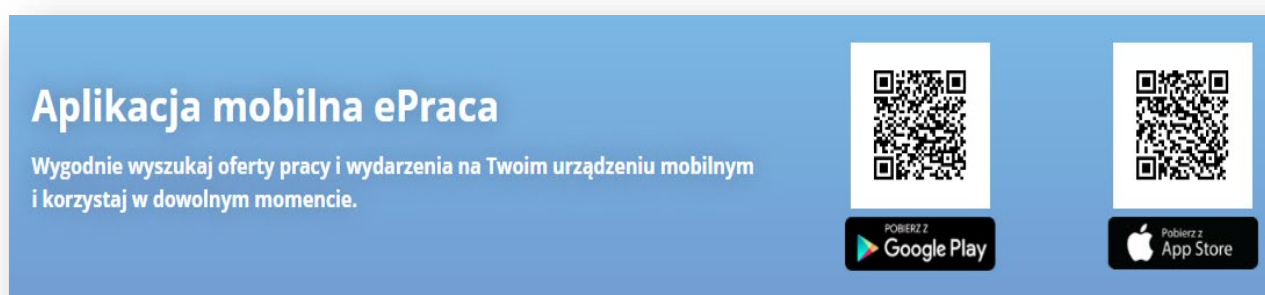 Aplikacja mobilna ePraca
Wygodnie wyszukaj oferty pracy i wydarzenia na Twoim urządzeniu mobilnym
i korzystaj w dowolnym momencie.
POBIERZ Z
Google Play
Pobierz z
App Store